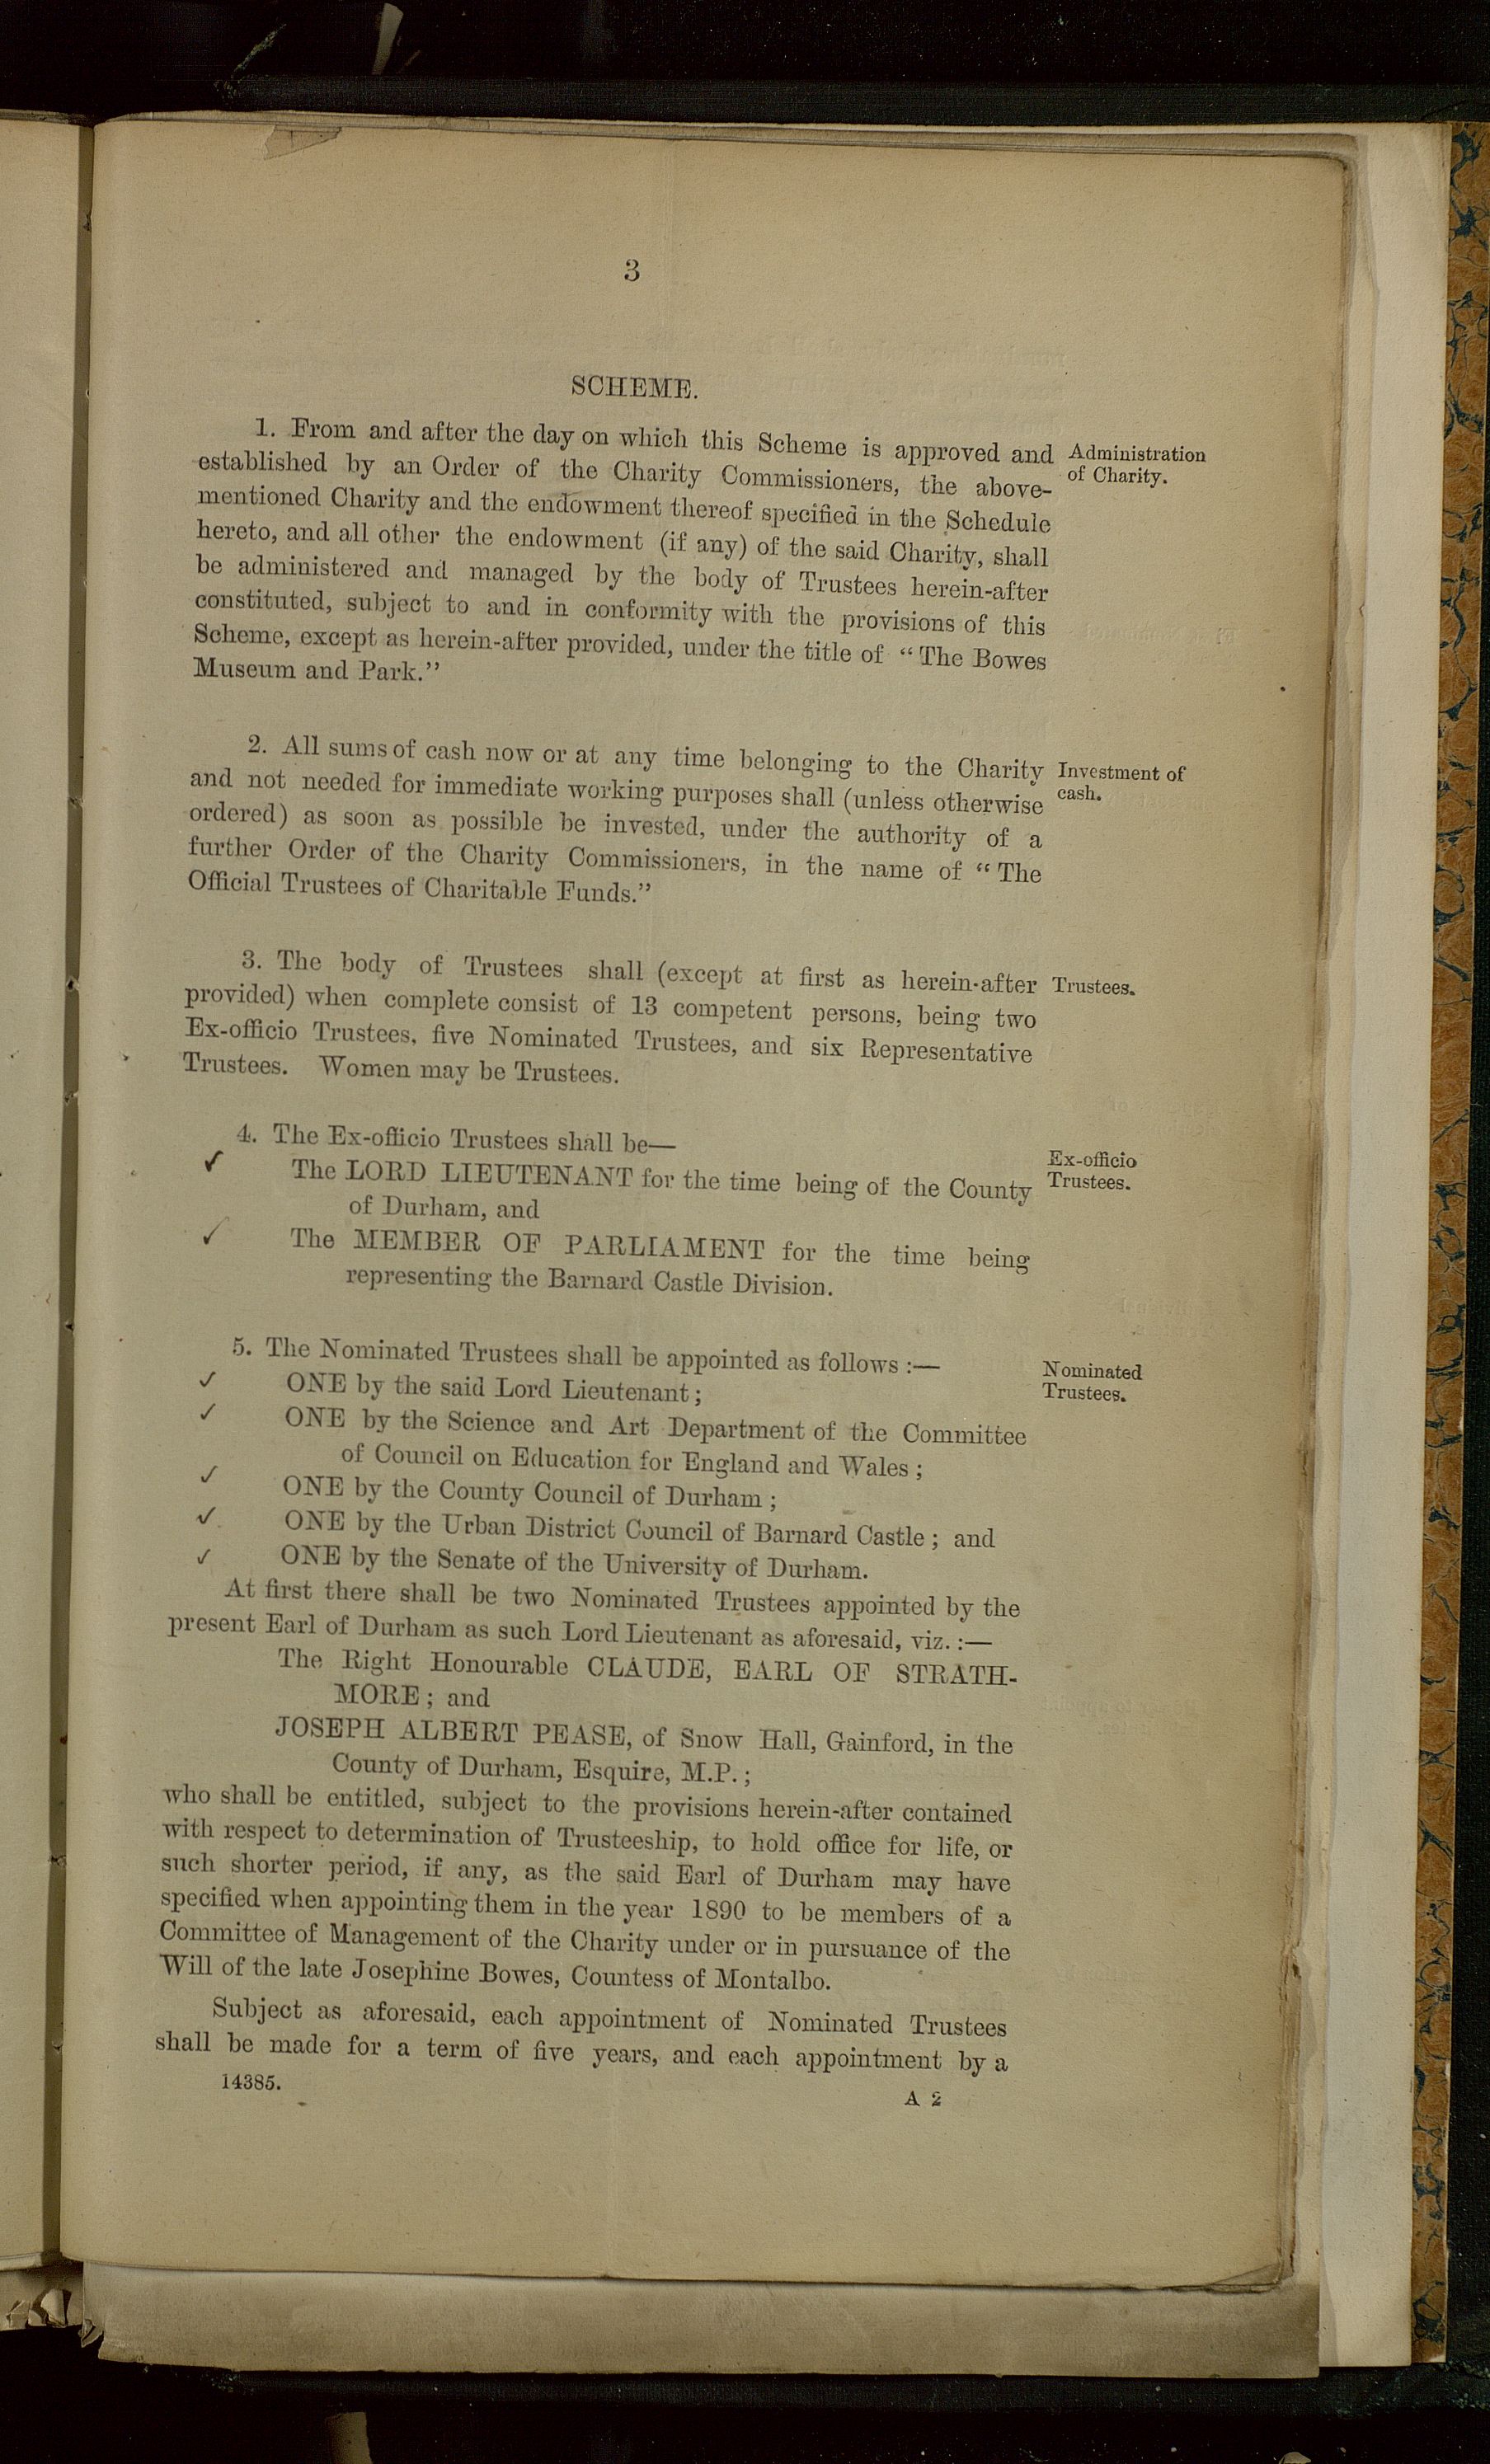 3
SCHEME.
1. From and after the day on which this Scheme is approved and
established by an Order of the Charity Commissioners, the above-
mentioned Charity and the endowment thereof specified in the Schedule
hereto, and all other the endowment (if any) of the said Charity, shall
be administered and managed by the body of Trustees herein-after
constituted, subject to and in conformity with the provisions of this
Scheme, except as herein-after provided, under the title of “The Bowes
Museum and Park.”
Administration
of Charity.
2. All sums of cash now or at any time belonging to the Charity
and not needed for immediate working purposes shall (unless otherwise
ordered) as soon as possible be invested, under the authority of a
further Order of the Charity Commissioners, in the name of “The
Official Trustees of Charitable Funds.”
Investment of
cash.
3. The body of Trustees shall (except at first as herein-after
provided) when complete consist of 13 competent persons, being two
Ex-officio Trustees, five Nominated Trustees, and six Representative
Trustees. Women may be Trustees.
Trustees.
4. The Ex-officio Trustees shall be—
✓ The LORD LIEUTENANT for the time being of the County
of Durham, and
✓ The MEMBER OF PARLIAMENT for the time being
representing the Barnard Castle Division.
Ex-officio
Trustees.
5. The Nominated Trustees shall be appointed as follows :—
✓ ONE by the said Lord Lieutenant;
✓ ONE by the Science and Art Department of the Committee
of Council on Education for England and Wales ;
✓ ONE by the County Council of Durham ;
✓ ONE by the Urban District Council of Barnard Castle ; and
✓ ONE by the Senate of the University of Durham.
Nominated
Trustees.
At first there shall be two Nominated Trustees appointed by the
present Earl of Durham as such Lord Lieutenant as aforesaid, viz. :—
The Right Honourable CLAUDE, EARL OF STRATH-
MORE ; and
JOSEPH ALBERT PEASE, of Snow Hall, Gainford, in the
County of Durham, Esquire, M.P. ;
who shall be entitled, subject to the provisions herein-after contained
with respect to determination of Trusteeship, to hold office for life, or
such shorter period, if any, as the said Earl of Durham may have
specified when appointing them in the year 1890 to be members of a
Committee of Management of the Charity under or in pursuance of the
Will of the late Josephine Bowes, Countess of Montalbo.
Subject as aforesaid, each appointment of Nominated Trustees
shall be made for a term of five years, and each appointment by a
14385.
A 2